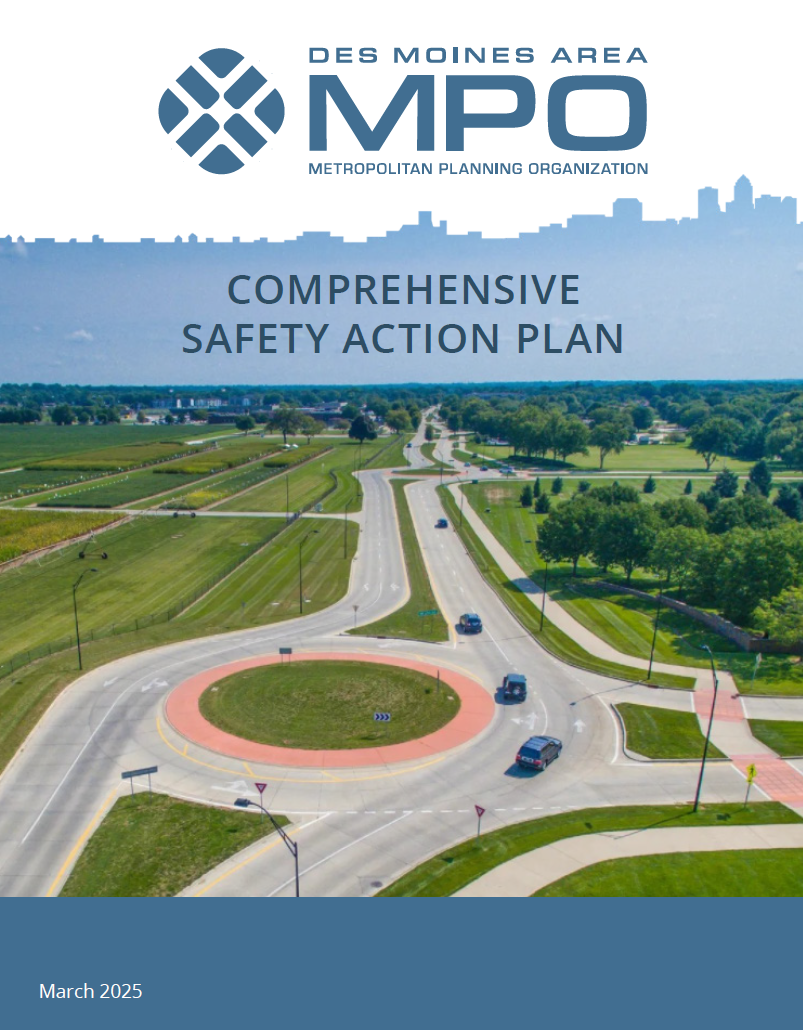 DES MOINES AREA
MPO
METROPOLITAN PLANNING ORGANIZATION
COMPREHENSIVE
SAFETY ACTION PLAN
March 2025